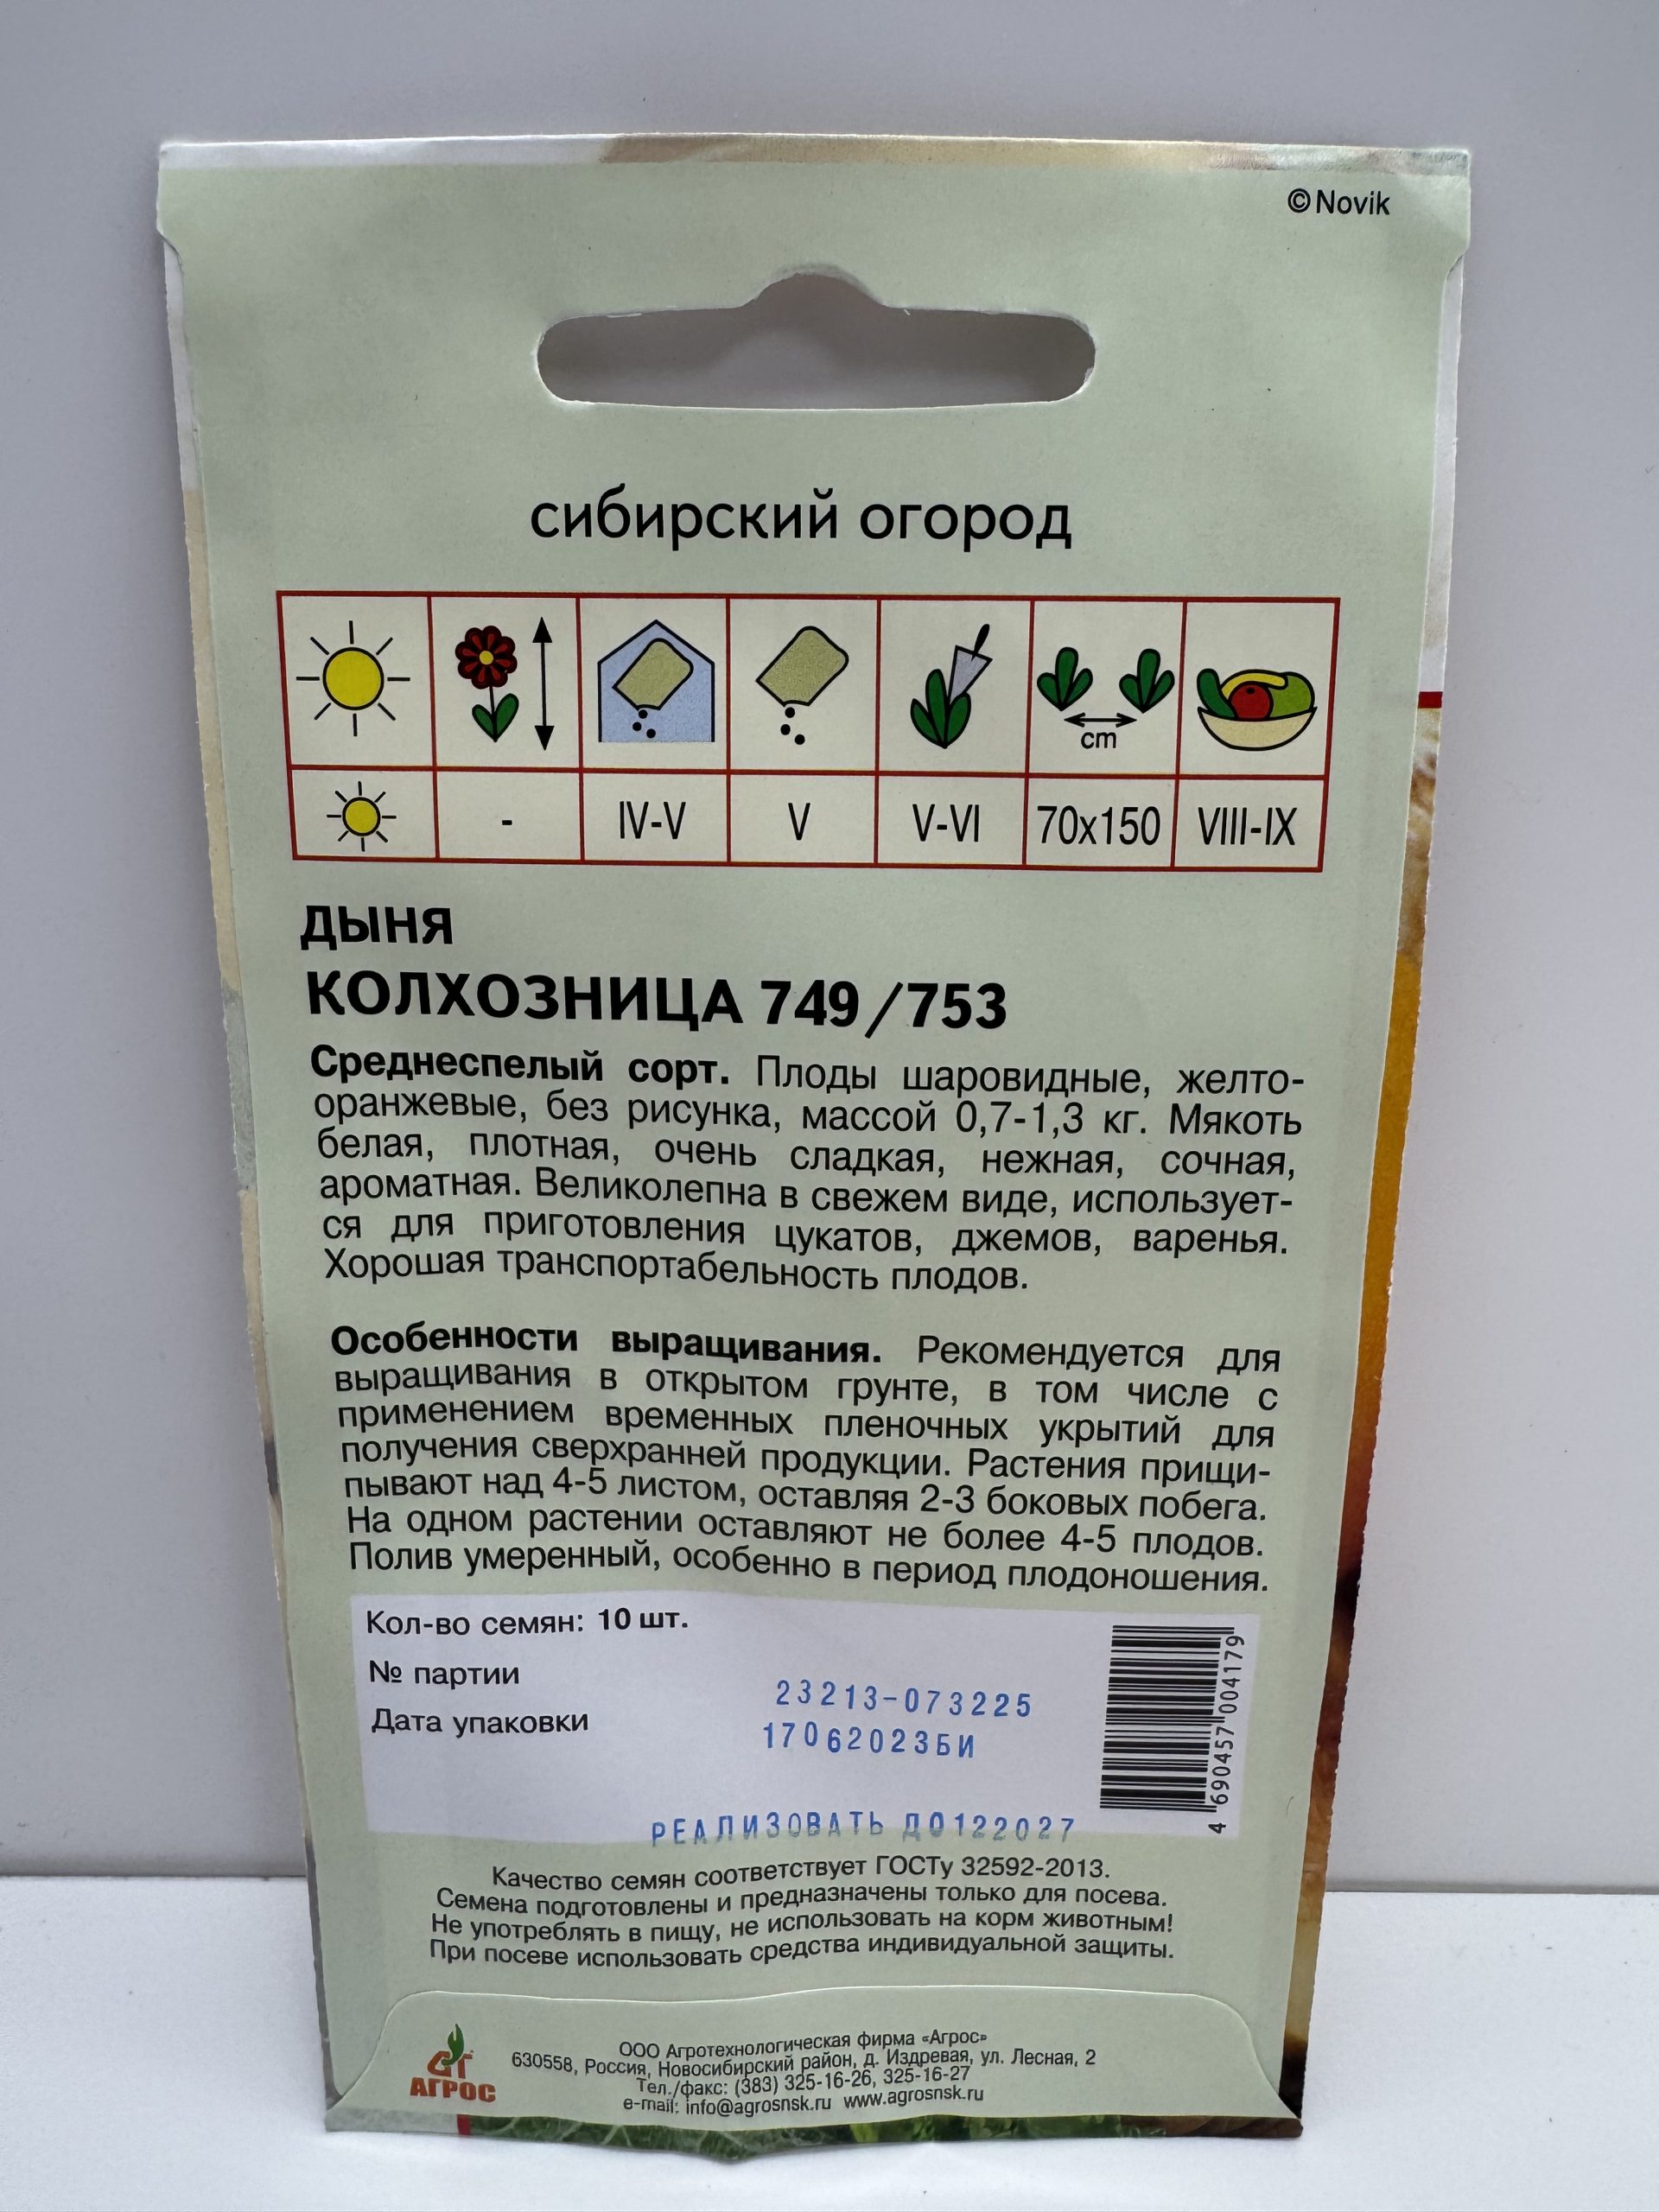 ©Novik
сибирский огород
cm
- IV-V V V-VI 70х150 VIII-IX
ДЫНЯ
КОЛХОЗНИЦА 749/753
Среднеспелый сорт. Плоды шаровидные, желто-
оранжевые, без рисунка, массой 0,7-1,3 кг. Мякоть
белая, плотная, очень сладкая, нежная, сочная,
ароматная. Великолепна в свежем виде, использует-
ся для приготовления цукатов, джемов, варенья.
Хорошая транспортабельность плодов.
Особенности выращивания. Рекомендуется для
выращивания в открытом грунте, в том числе с
применением временных пленочных укрытий для
получения сверхранней продукции. Растения прищи-
пывают над 4-5 листом, оставляя 2-3 боковых побега.
На одном растении оставляют не более 4-5 плодов.
Полив умеренный, особенно в период плодоношения.
Кол-во семян: 10 шт.
№ партии 23213-073225
Дата упаковки 17062023БИ
РЕАЛИЗОВАТЬ ДО122027
4 690457 004179
Качество семян соответствует ГОСТу 32592-2013.
Семена подготовлены и предназначены только для посева.
Не употреблять в пищу, не использовать на корм животным!
При посеве использовать средства индивидуальной защиты.
АГРОС
ООО Агротехнологическая фирма «Агрос»
630558, Россия, Новосибирский район, д. Издревая, ул. Лесная, 2
Тел./факс: (383) 325-16-26, 325-16-27
e-mail: info@agrosnsk.ru www.agrosnsk.ru